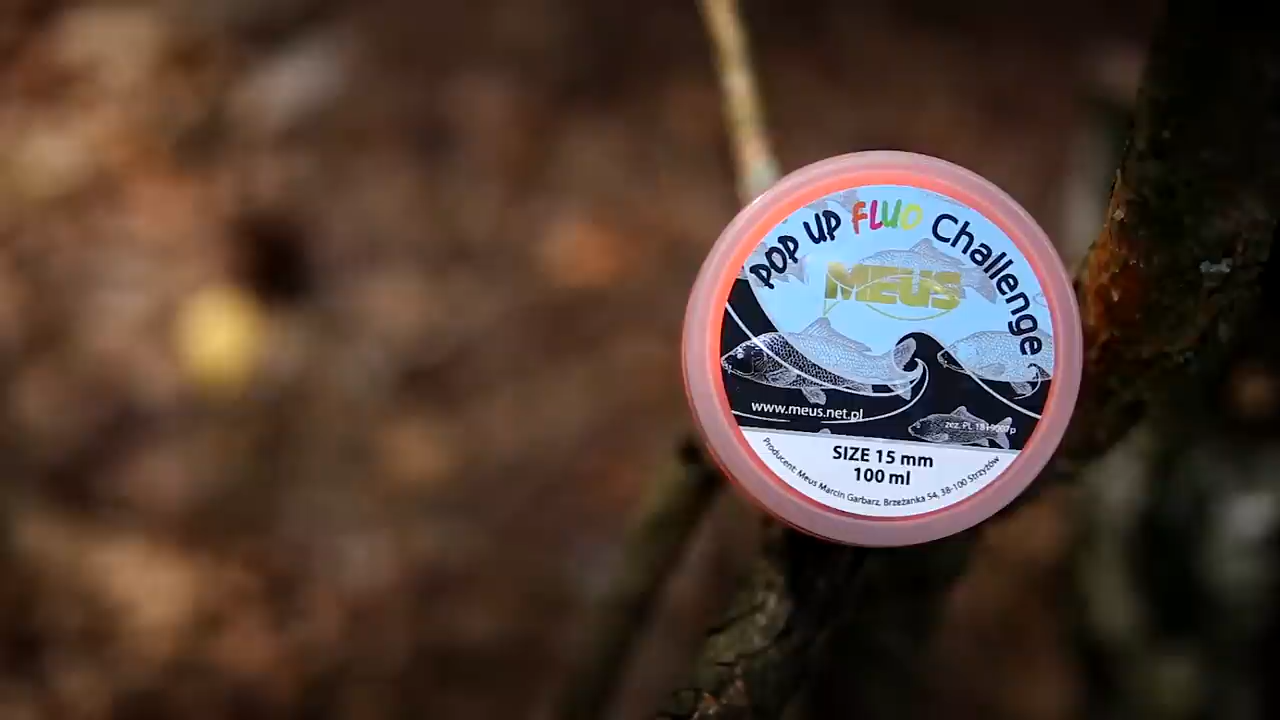 POP UP FLUO Challenge
MEUS
www.meus.net.pl
SIZE 15 mm
100 ml
Producent: Meus Marcin Garbarz, Brzeżanka 54, 38-100 Strzyżów